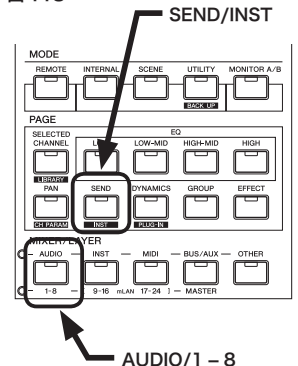 SEND/INST
MODE
REMOTE INTERNAL SCENE UTILITY MONITOR A/B
BACK UP
PAGE
SELECTED
CHANNEL
EQ
LOW-MID HIGH-MID HIGH
LIBRARY
PAN SEND DYNAMICS GROUP EFFECT
CH PARAM INST PLUG-IN
MIXER/LAYER
AUDIO INST MIDI BUS/AUX OTHER
1-8 9-16 mLAN 17-24 MASTER
AUDIO/1 – 8